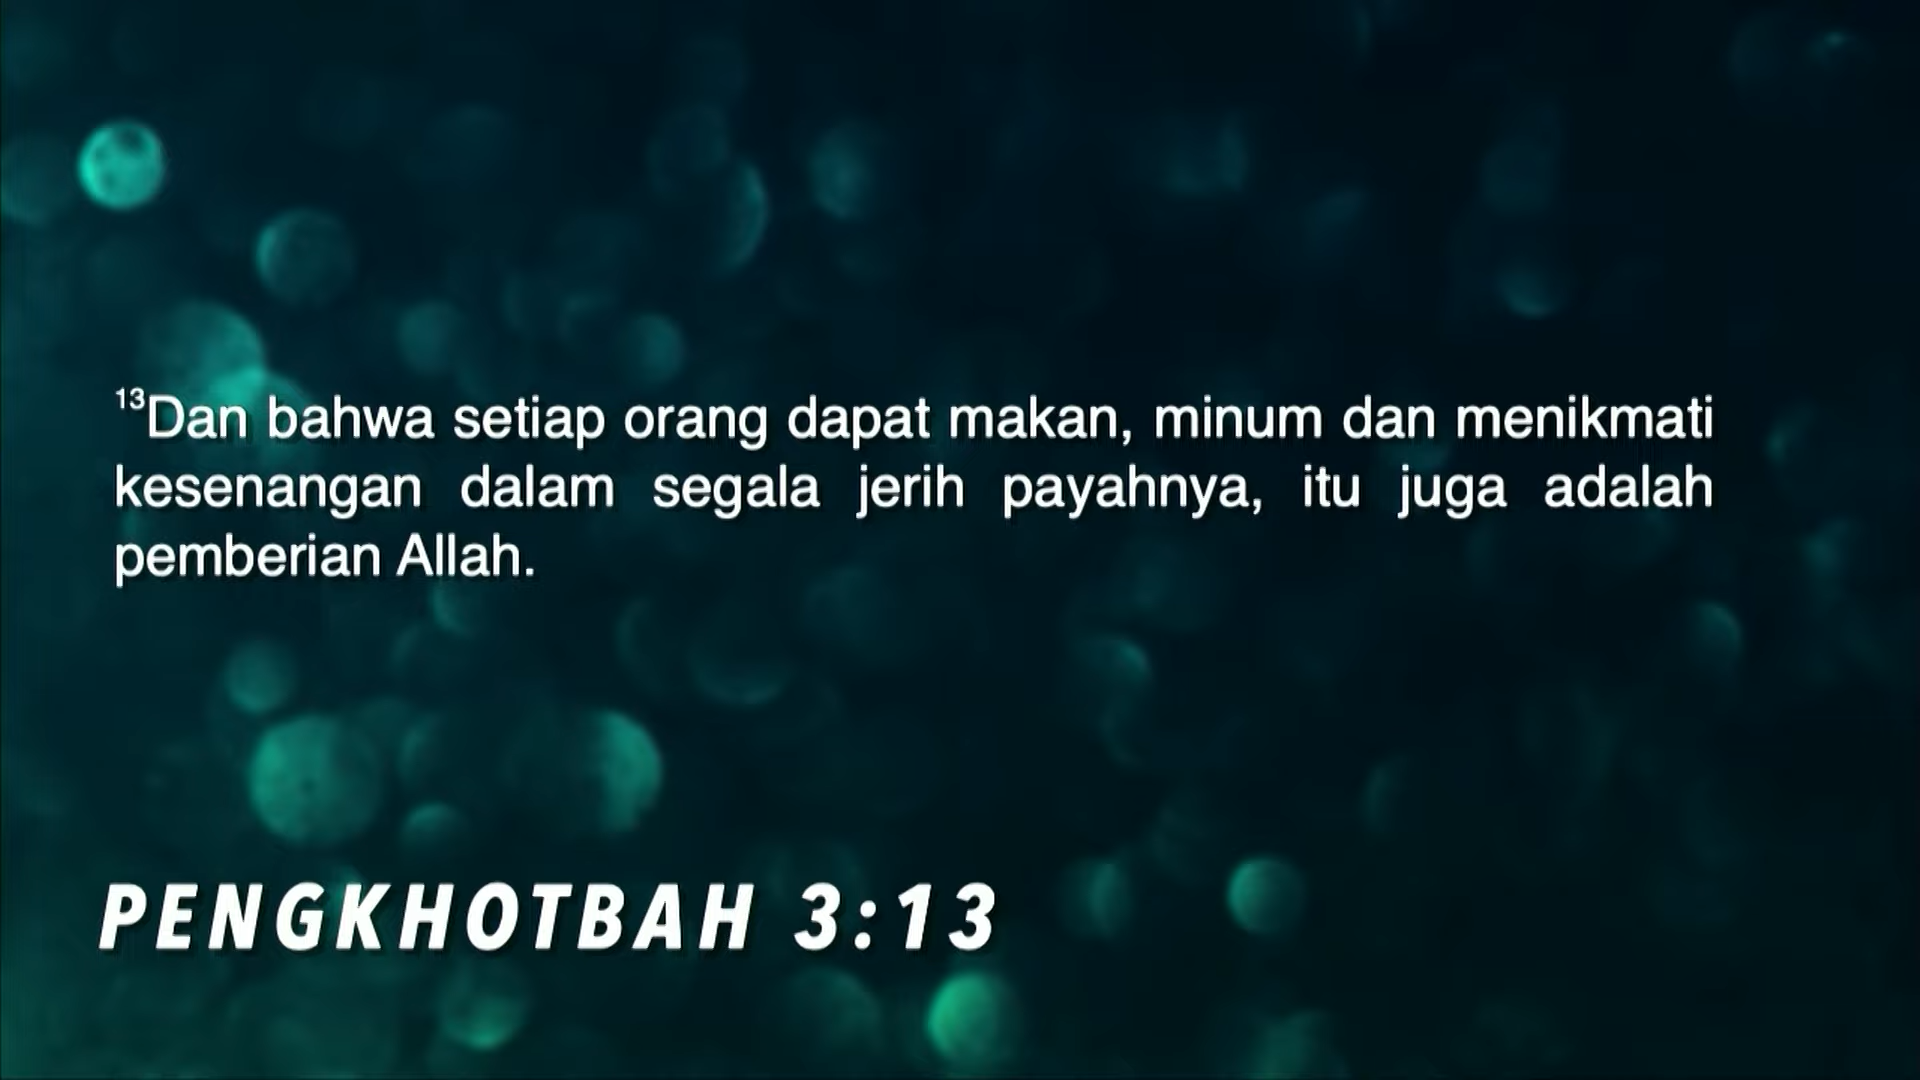 13Dan bahwa setiap orang dapat makan, minum dan menikmati
kesenangan dalam segala jerih payahnya, itu juga adalah
pemberian Allah.
PENGKHOTBAH 3:13